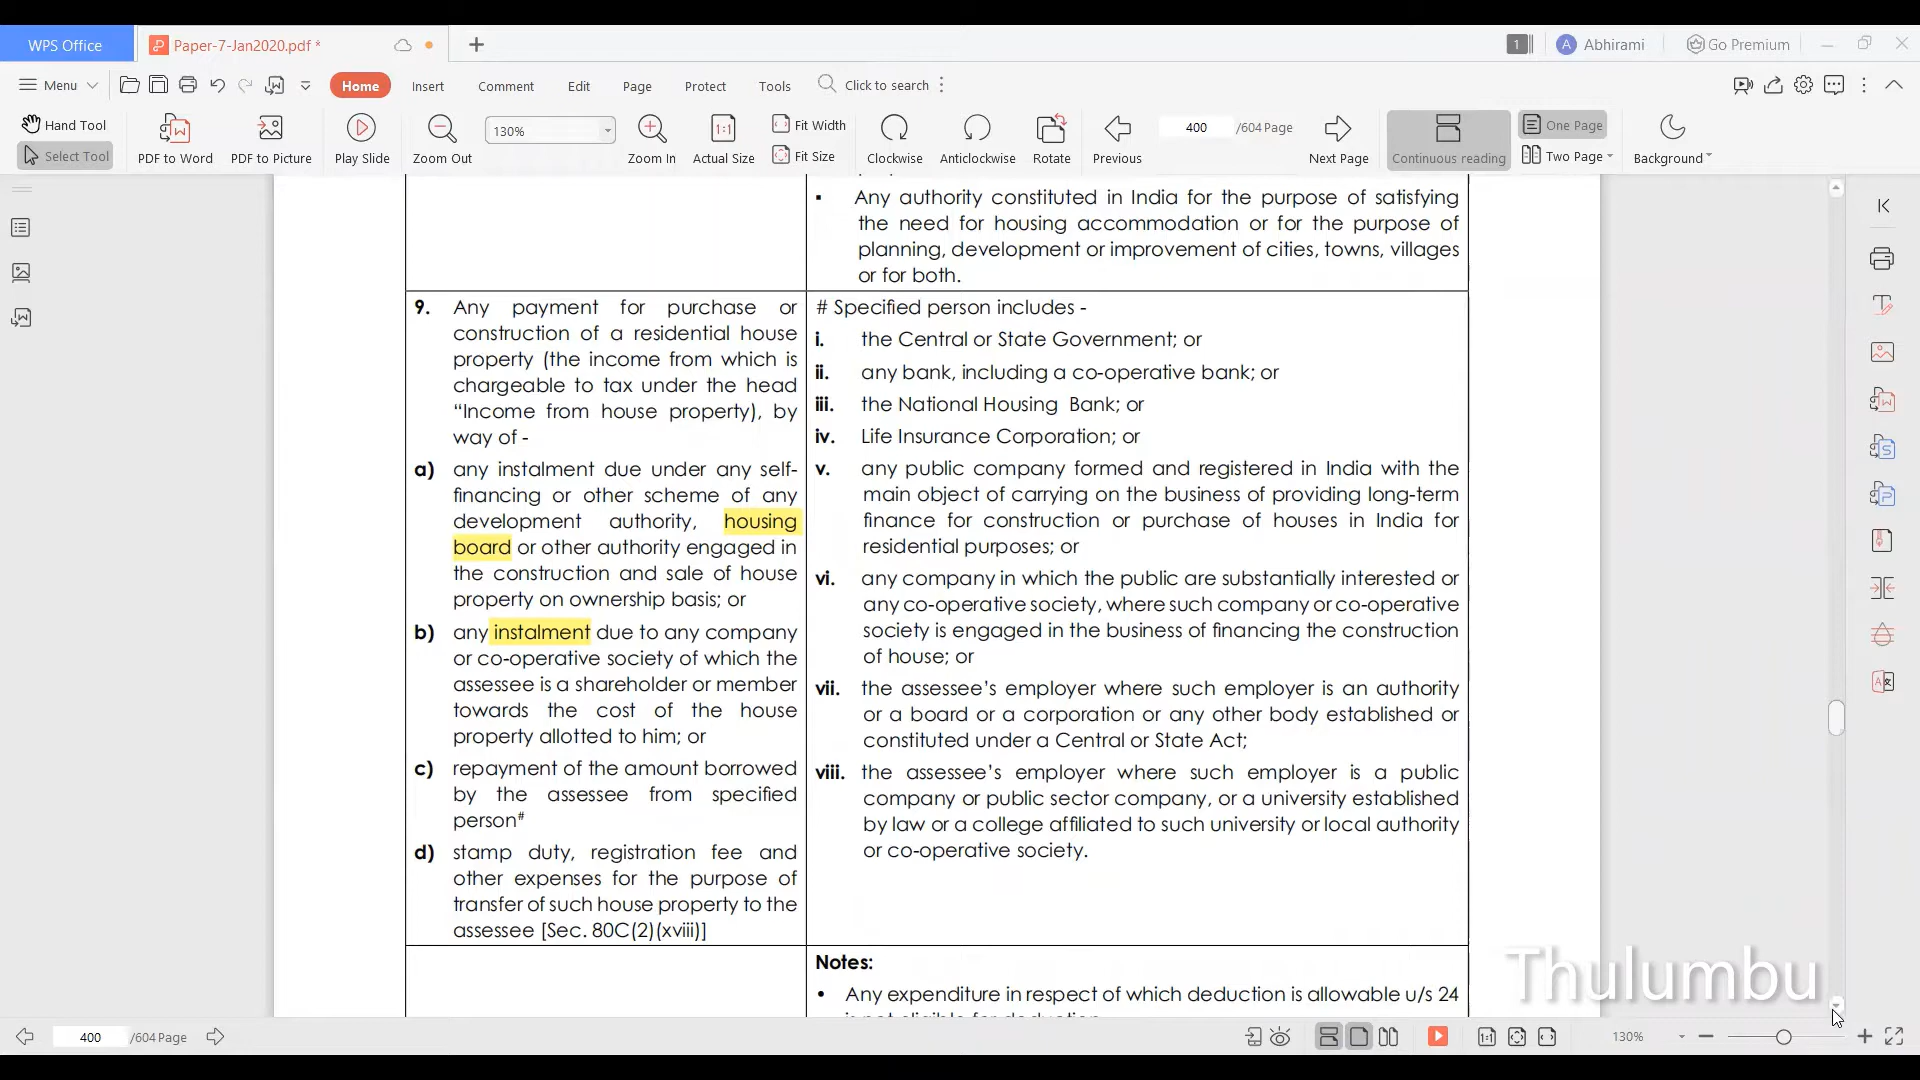 WPS Office
Paper-7-Jan2020.pdf *
1
A Abhirami
Go Premium
Menu
Home
Insert
Comment
Edit
Page
Protect
Tools
Click to search
Hand Tool
Select Tool
PDF to Word
PDF to Picture
Play Slide
Zoom Out
130%
Zoom In
1:1
Actual Size
Fit Width
Fit Size
Clockwise
Anticlockwise
Rotate
Previous
400 /604 Page
Next Page
Continuous reading
One Page
Two Page
Background
▪ Any authority constituted in India for the purpose of satisfying
the need for housing accommodation or for the purpose of
planning, development or improvement of cities, towns, villages
or for both.
9. Any payment for purchase or
construction of a residential house
property (the income from which is
chargeable to tax under the head
“Income from house property), by
way of -
a) any instalment due under any self-
financing or other scheme of any
development authority, housing
board or other authority engaged in
the construction and sale of house
property on ownership basis; or
b) any instalment due to any company
or co-operative society of which the
assessee is a shareholder or member
towards the cost of the house
property allotted to him; or
c) repayment of the amount borrowed
by the assessee from specified
person#
d) stamp duty, registration fee and
other expenses for the purpose of
transfer of such house property to the
assessee [Sec. 80C(2)(xviii)]
# Specified person includes -
i. the Central or State Government; or
ii. any bank, including a co-operative bank; or
iii. the National Housing Bank; or
iv. Life Insurance Corporation; or
v. any public company formed and registered in India with the
main object of carrying on the business of providing long-term
finance for construction or purchase of houses in India for
residential purposes; or
vi. any company in which the public are substantially interested or
any co-operative society, where such company or co-operative
society is engaged in the business of financing the construction
of house; or
vii. the assessee’s employer where such employer is an authority
or a board or a corporation or any other body established or
constituted under a Central or State Act;
viii. the assessee’s employer where such employer is a public
company or public sector company, or a university established
by law or a college affiliated to such university or local authority
or co-operative society.
Notes:
• Any expenditure in respect of which deduction is allowable u/s 24
is not eligible for deduction
Thulumbu
400 /604 Page
130%